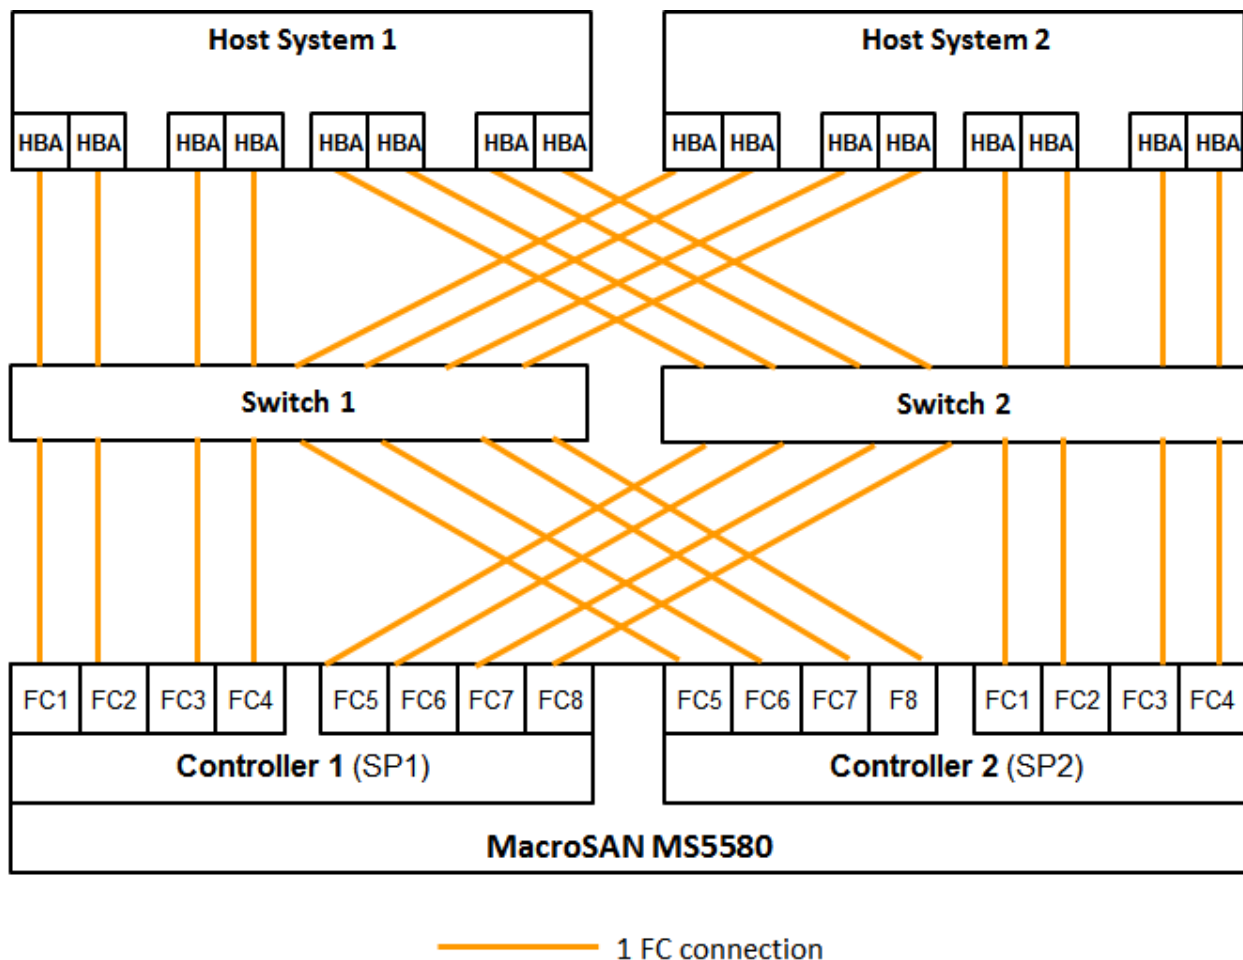 Host System 1
Host System 2
HBA HBA HBA HBA HBA HBA HBA HBA
HBA HBA HBA HBA HBA HBA HBA HBA
Switch 1
Switch 2
FC1 FC2 FC3 FC4 FC5 FC6 FC7 FC8
FC5 FC6 FC7 F8 FC1 FC2 FC3 FC4
Controller 1 (SP1)
Controller 2 (SP2)
MacroSAN MS5580
1 FC connection